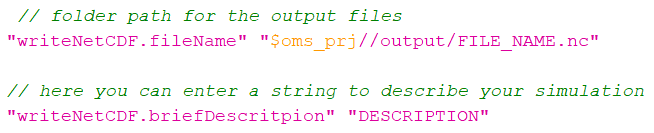 // folder path for the output files
"writeNetCDF.fileName" "$oms_prj//output/FILE_NAME.nc"
// here you can enter a string to describe your simulation
"writeNetCDF.briefDescritpion" "DESCRIPTION"